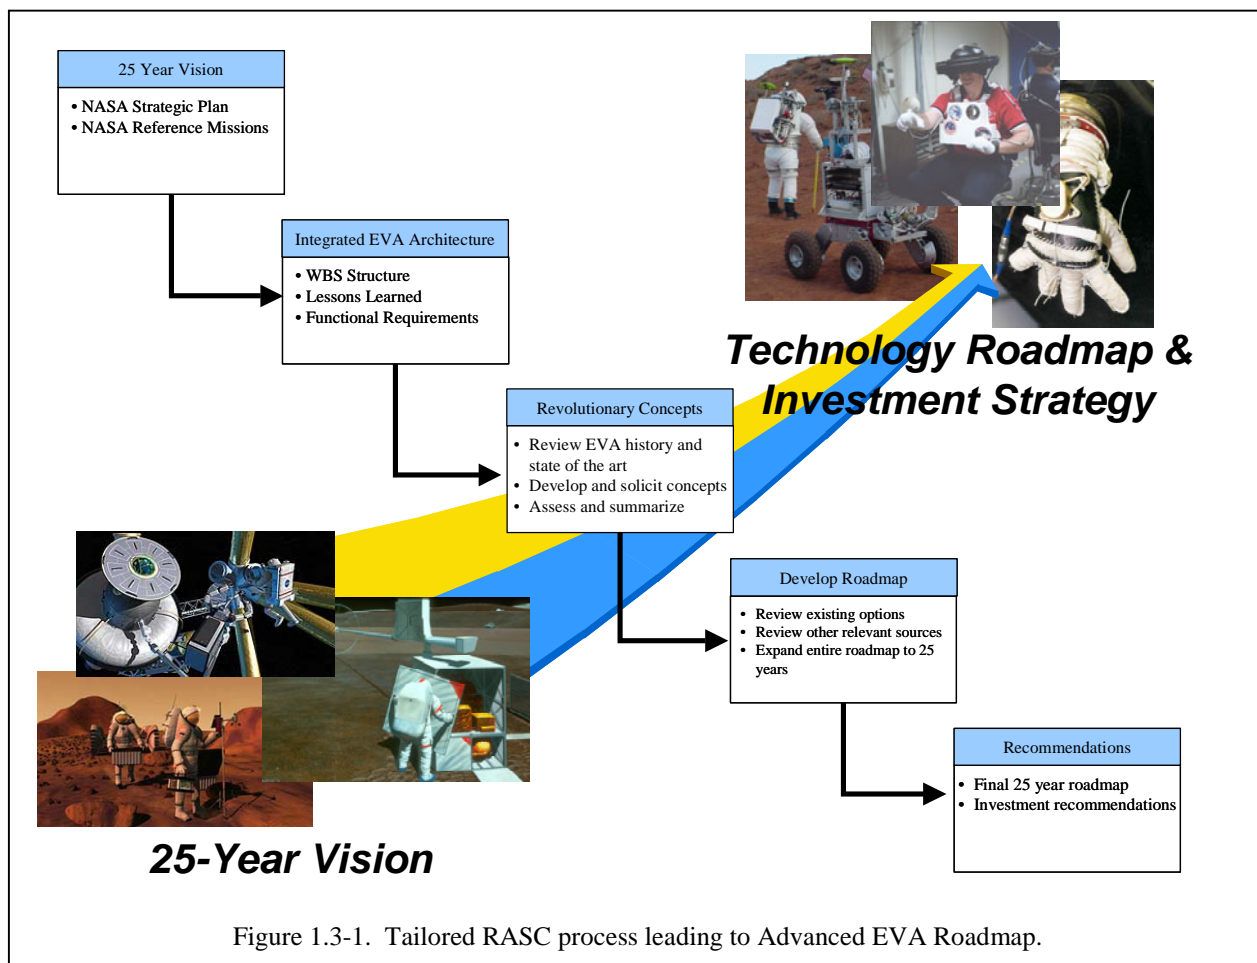 25 Year Vision
• NASA Strategic Plan
• NASA Reference Missions
Integrated EVA Architecture
• WBS Structure
• Lessons Learned
• Functional Requirements
Revolutionary Concepts
• Review EVA history and
state of the art
• Develop and solicit concepts
• Assess and summarize
Develop Roadmap
• Review existing options
• Review other relevant sources
• Expand entire roadmap to 25
years
Recommendations
• Final 25 year roadmap
• Investment recommendations
Technology Roadmap &
Investment Strategy
25-Year Vision
Figure 1.3-1. Tailored RASC process leading to Advanced EVA Roadmap.